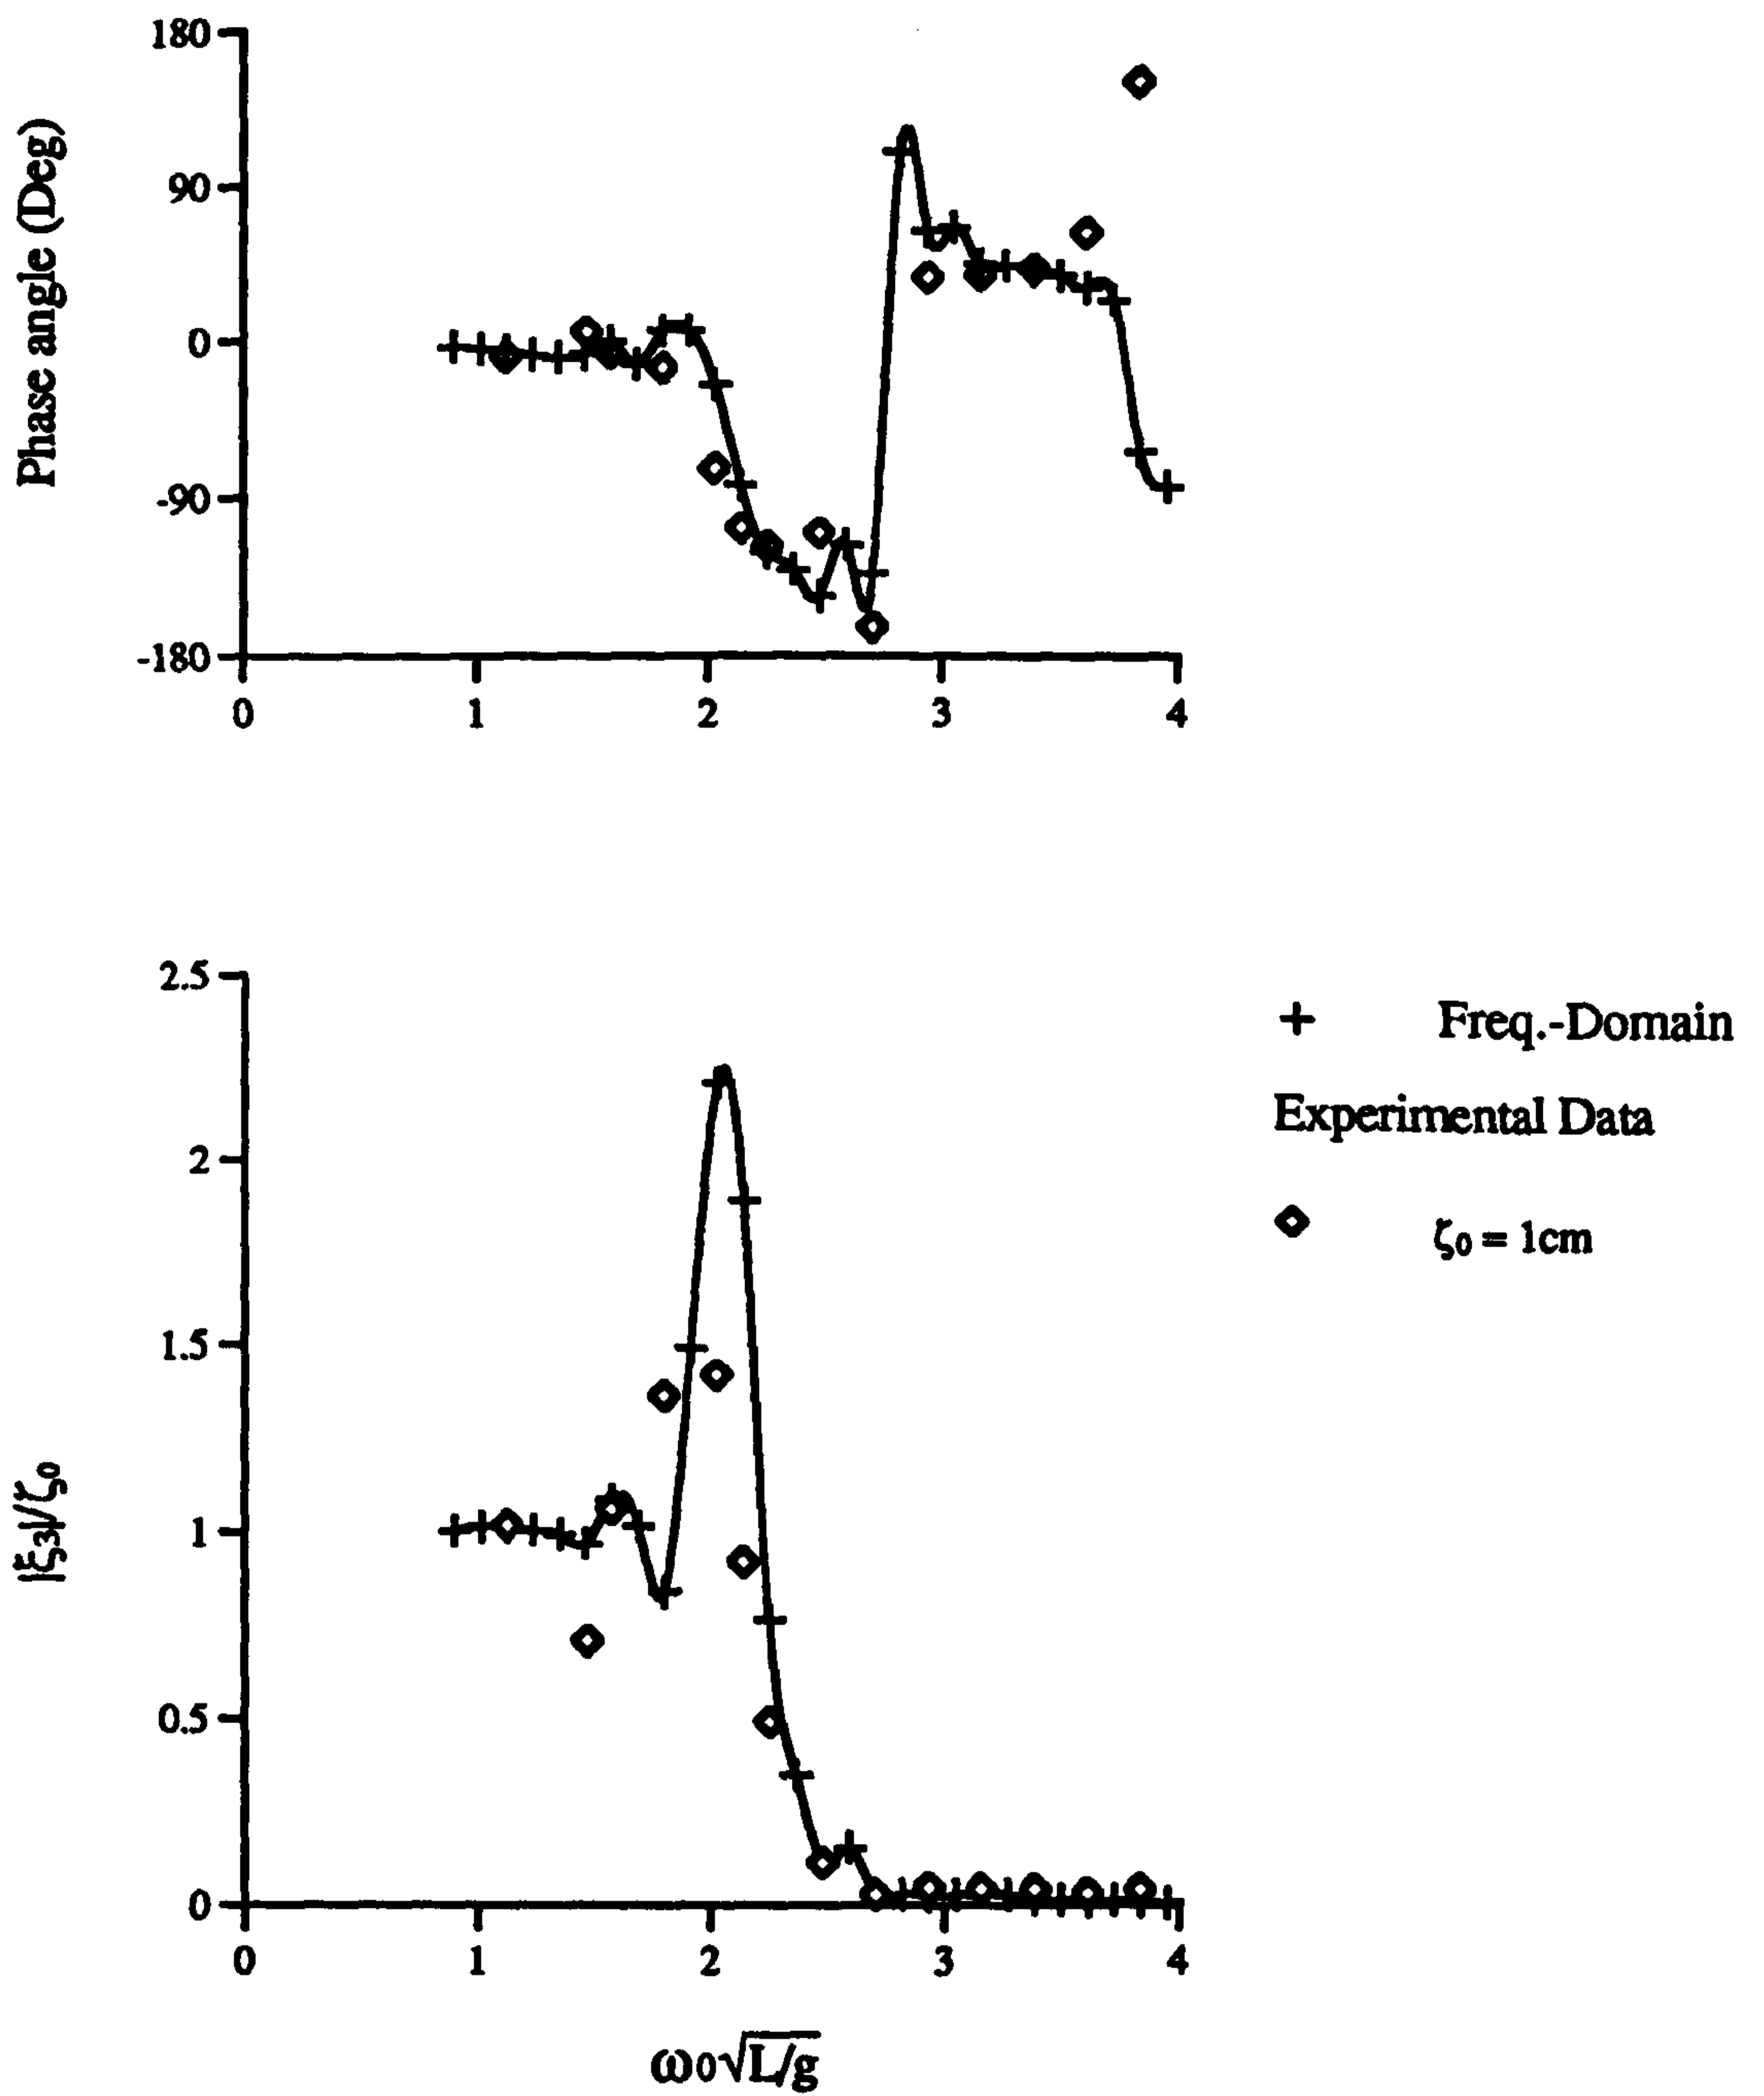 Phase angle (Deg)
180
90
0
-90
-180
0 1 2 3 4
|ξ3|/ζ0
2.5
2
1.5
1
0.5
0
0 1 2 3 4
ω0√L/g
+ Freq.-Domain
Experimental Data
ζ0 = 1cm